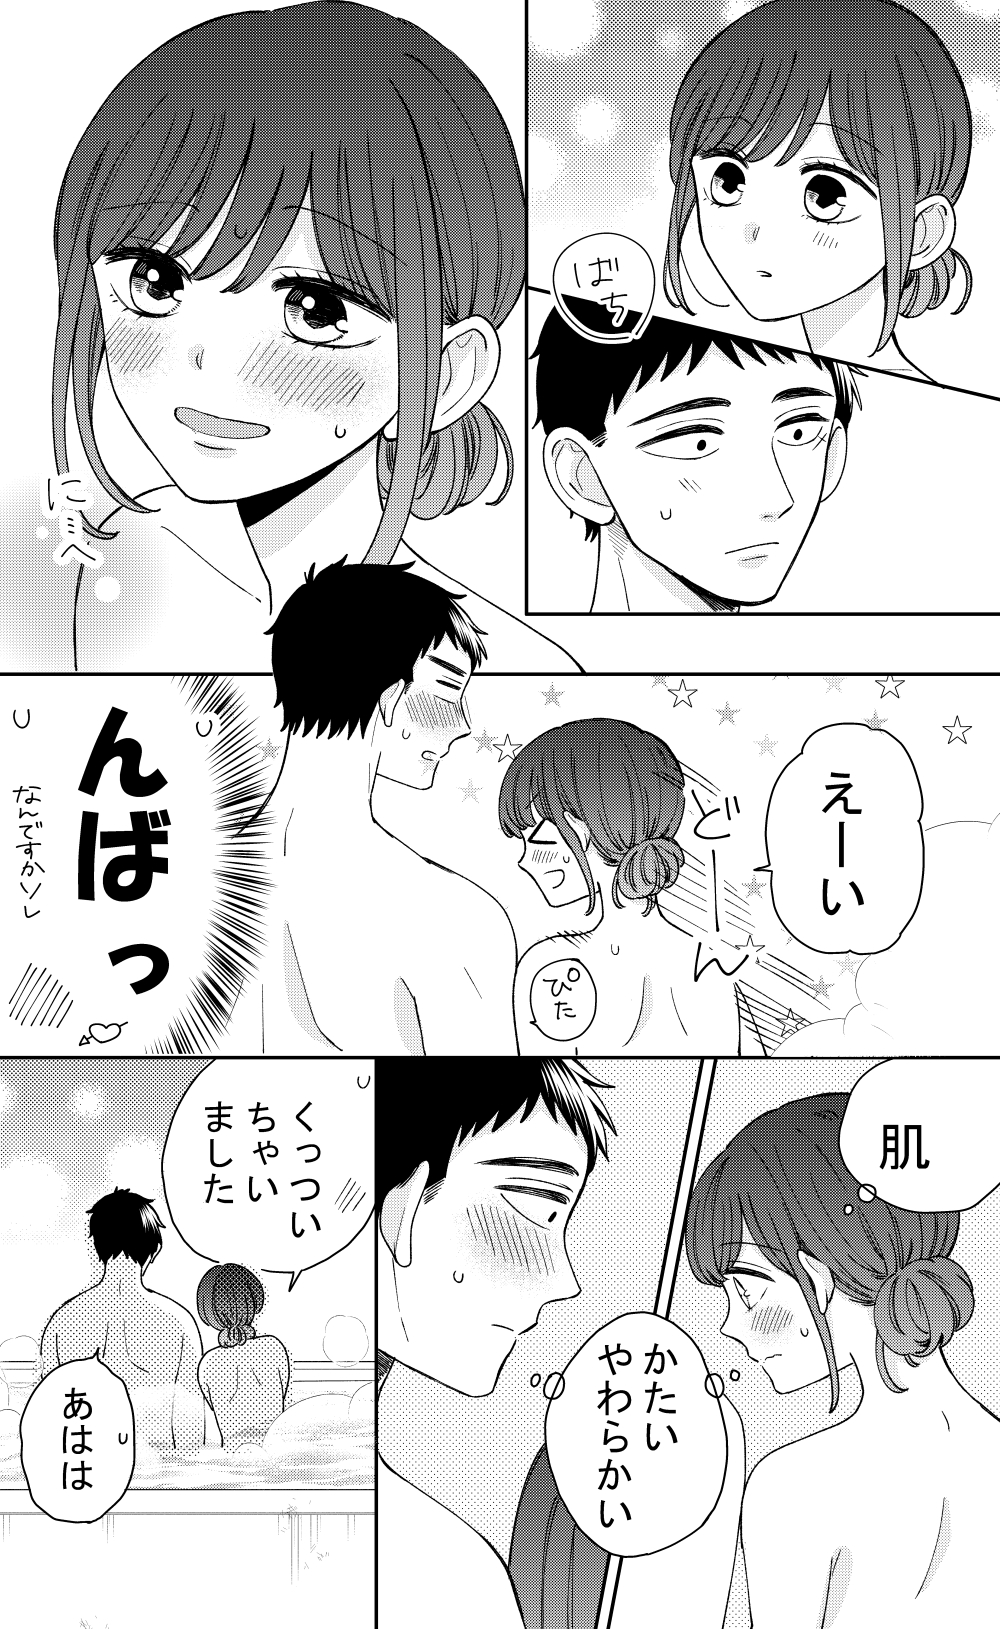 ばち
にこへ
えーい
どーん
ぴた
んばっ
なんですかソレ
肌
かたい
やわらかい
くっつい
ちゃい
ました
あはは